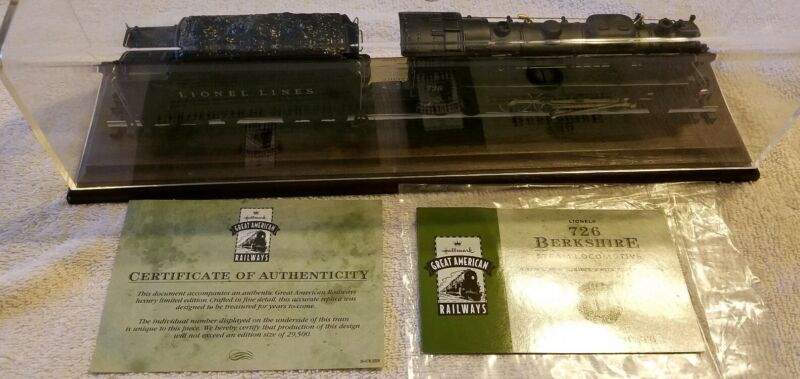 LIONEL LINES
726
BERKSHIRE
Hallmark
GREAT AMERICAN
RAILWAYS
CERTIFICATE OF AUTHENTICITY
This document accompanies an authentic Great American Railways
luxury limited edition. Crafted in fine detail, this accurate replica was
designed to be treasured for years to come.
The individual number displayed on the underside of this train
is unique to this piece. We hereby certify that production of this design
will not exceed an edition size of 29,500.
LIONEL®
726
BERKSHIRE
STEAM LOCOMOTIVE
Hallmark
GREAT AMERICAN
RAILWAYS